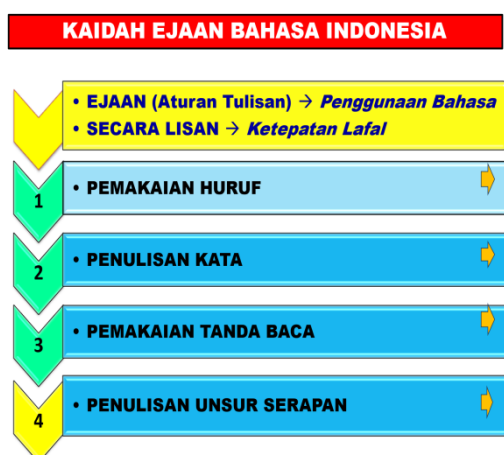 KAIDAH EJAAN BAHASA INDONESIA
• EJAAN (Aturan Tulisan) → Penggunaan Bahasa
• SECARA LISAN → Ketepatan Lafal
1 • PEMAKAIAN HURUF
2 • PENULISAN KATA
3 • PEMAKAIAN TANDA BACA
4 • PENULISAN UNSUR SERAPAN